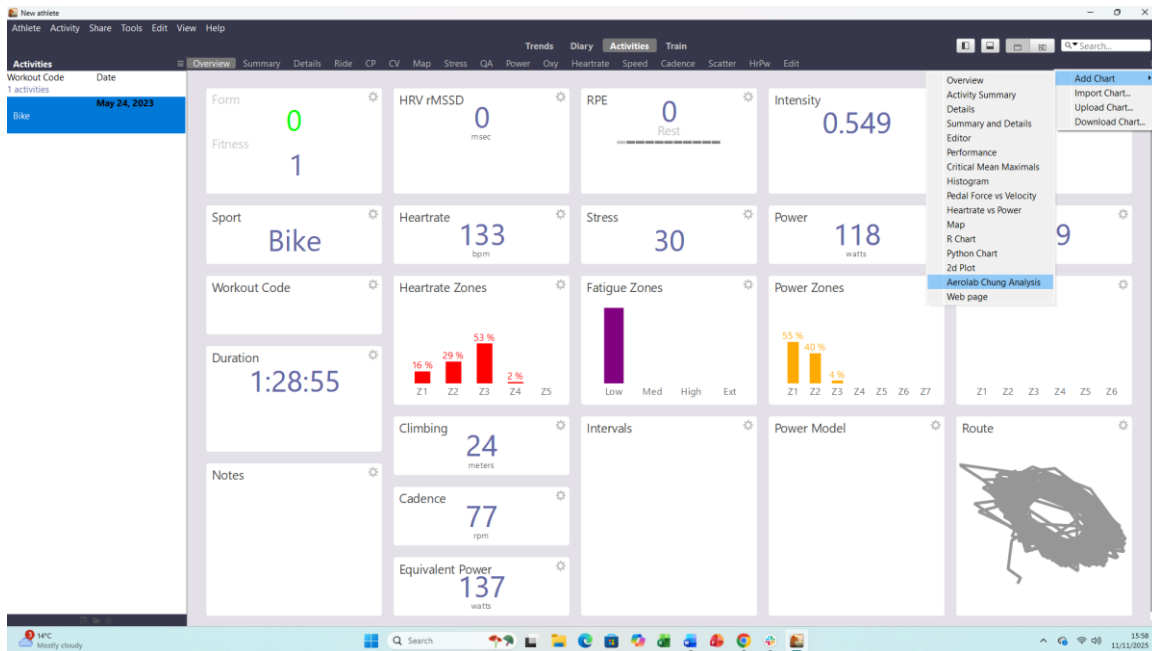 New athlete
Athlete Activity Share Tools Edit View Help
Trends Diary Activities Train
Search...
Activities
Overview Summary Details Ride CP CV Map Stress QA Power Oxy Heartrate Speed Cadence Scatter HrPw Edit
Workout Code Date
1 activities
May 24, 2023
Bike
Form
0
Fitness
1
HRV rMSSD
0
msec
RPE
0
Rest
Intensity
0.549
Overview
Activity Summary
Details
Summary and Details
Editor
Performance
Critical Mean Maximals
Histogram
Pedal Force vs Velocity
Heartrate vs Power
Map
R Chart
Python Chart
2d Plot
Aerolab Chung Analysis
Web page
Add Chart
Import Chart...
Upload Chart...
Download Chart...
Sport
Bike
Heartrate
133
bpm
Stress
30
Power
118
watts
9
Workout Code
Heartrate Zones
16 % 29 % 53 % 2 %
Z1 Z2 Z3 Z4 Z5
Fatigue Zones
Low Med High Ext
Power Zones
55 % 40 % 4 %
Z1 Z2 Z3 Z4 Z5 Z6 Z7
Z1 Z2 Z3 Z4 Z5 Z6
Duration
1:28:55
Climbing
24
meters
Intervals
Power Model
Route
Notes
Cadence
77
rpm
Equivalent Power
137
watts
3
14°C
Mostly cloudy
Search
15:58
11/11/2025